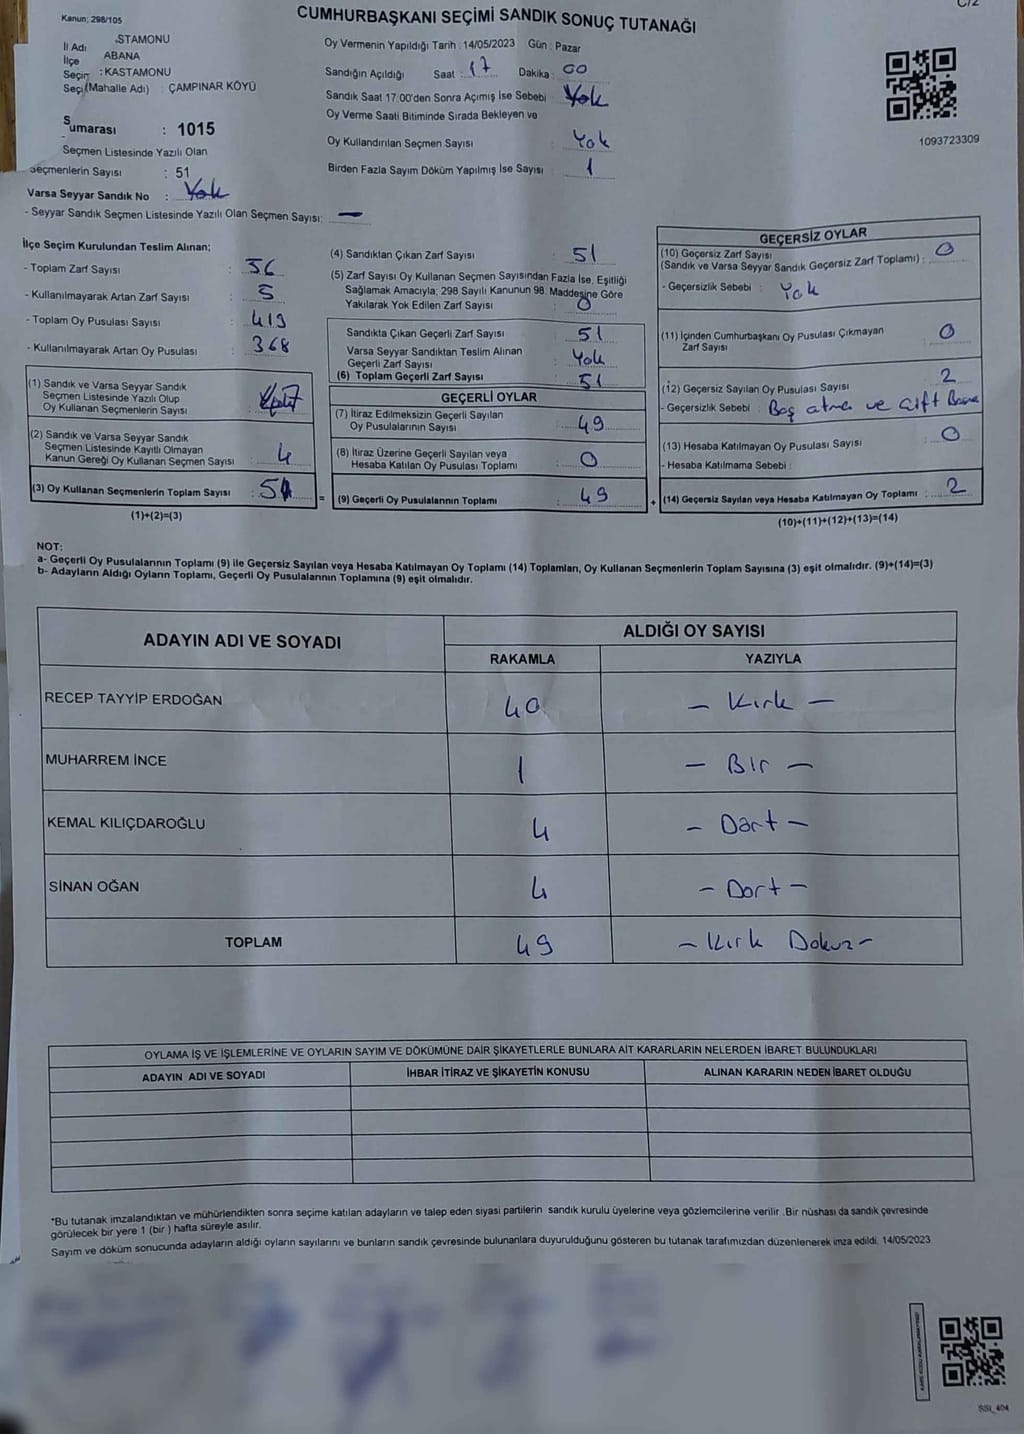 Kanun; 298/105
CUMHURBAŞKANI SEÇİMİ SANDIK SONUÇ TUTANAĞI
İl Adı STAMONU
İlçe ABANA
Seçim : KASTAMONU
Seçi (Mahalle Adı) : ÇAMPINAR KÖYÜ
S
umarası : 1015
Seçmen Listesinde Yazılı Olan
Seçmenlerin Sayısı : 51
Varsa Seyyar Sandık No : Yok
- Seyyar Sandık Seçmen Listesinde Yazılı Olan Seçmen Sayısı: —
Oy Vermenin Yapıldığı Tarih : 14/05/2023 Gün : Pazar
Sandığın Açıldığı Saat : 17 Dakika : 00
Sandık Saat 17:00'den Sonra Açımış İse Sebebi : Yok
Oy Verme Saati Bitiminde Sırada Bekleyen ve
Oy Kullandırılan Seçmen Sayısı : Yok
Birden Fazla Sayım Döküm Yapılmış İse Sayısı : 1
1093723309
İlçe Seçim Kurulundan Teslim Alınan;
- Toplam Zarf Sayısı : 56
- Kullanılmayarak Artan Zarf Sayısı : 5
- Toplam Oy Pusulası Sayısı : 419
- Kullanılmayarak Artan Oy Pusulası : 368
(1) Sandık ve Varsa Seyyar Sandık
Seçmen Listesinde Yazılı Olup
Oy Kullanan Seçmenlerin Sayısı :
(2) Sandık ve Varsa Seyyar Sandık
Seçmen Listesinde Kayıtlı Olmayan
Kanun Gereği Oy Kullanan Seçmen Sayısı : 4
(3) Oy Kullanan Seçmenlerin Toplam Sayısı : 51
(1)+(2)=(3)
(4) Sandıktan Çıkan Zarf Sayısı : 51
(5) Zarf Sayısı Oy Kullanan Seçmen Sayısından Fazla İse, Eşitliği
Sağlamak Amacıyla; 298 Sayılı Kanunun 98. Maddesine Göre
Yakılarak Yok Edilen Zarf Sayısı : 0
Sandıkta Çıkan Geçerli Zarf Sayısı : 51
Varsa Seyyar Sandıktan Teslim Alınan
Geçerli Zarf Sayısı : Yok
(6) Toplam Geçerli Zarf Sayısı : 51
GEÇERLİ OYLAR
(7) İtiraz Edilmeksizin Geçerli Sayılan
Oy Pusulalarının Sayısı : 49
(8) İtiraz Üzerine Geçerli Sayılan veya
Hesaba Katılan Oy Pusulası Toplamı : 0
= (9) Geçerli Oy Pusulalarının Toplamı : 49
GEÇERSİZ OYLAR
(10) Geçersiz Zarf Sayısı
(Sandık ve Varsa Seyyar Sandık Geçersiz Zarf Toplamı) : 0
- Geçersizlik Sebebi : Yok
(11) İçinden Cumhurbaşkanı Oy Pusulası Çıkmayan
Zarf Sayısı : 0
(12) Geçersiz Sayılan Oy Pusulası Sayısı : 2
- Geçersizlik Sebebi : Boş atma ve Çift Basma
(13) Hesaba Katılmayan Oy Pusulası Sayısı : 0
- Hesaba Katılmama Sebebi :
+ (14) Geçersiz Sayılan veya Hesaba Katılmayan Oy Toplamı : 2
(10)+(11)+(12)+(13)=(14)
NOT:
a- Geçerli Oy Pusulalarının Toplamı (9) ile Geçersiz Sayılan veya Hesaba Katılmayan Oy Toplamı (14) Toplamları, Oy Kullanan Seçmenlerin Toplam Sayısına (3) eşit olmalıdır. (9)+(14)=(3)
b- Adayların Aldığı Oyların Toplamı, Geçerli Oy Pusulalarının Toplamına (9) eşit olmalıdır.
ADAYIN ADI VE SOYADI
ALDIĞI OY SAYISI
RAKAMLA YAZIYLA
RECEP TAYYİP ERDOĞAN 40 - Kırk -
MUHARREM İNCE 1 - BIr -
KEMAL KILIÇDAROĞLU 4 - Dört -
SİNAN OĞAN 4 - Dort -
TOPLAM 49 - Kırk Dokuz -
OYLAMA İŞ VE İŞLEMLERİNE VE OYLARIN SAYIM VE DÖKÜMÜNE DAİR ŞİKAYETLERLE BUNLARA AİT KARARLARIN NELERDEN İBARET BULUNDUKLARI
ADAYIN ADI VE SOYADI İHBAR İTİRAZ VE ŞİKAYETİN KONUSU ALINAN KARARIN NEDEN İBARET OLDUĞU
*Bu tutanak imzalandıktan ve mühürlendikten sonra seçime katılan adayların ve talep eden siyasi partilerin sandık kurulu üyelerine veya gözlemcilerine verilir. Bir nüshası da sandık çevresinde
görülecek bir yere 1 (bir ) hafta süreyle asılır.
Sayım ve döküm sonucunda adayların aldığı oyların sayılarını ve bunların sandık çevresinde bulunanlara duyurulduğunu gösteren bu tutanak tarafımızdan düzenlenerek imza edildi. 14/05/2023
SSI_404